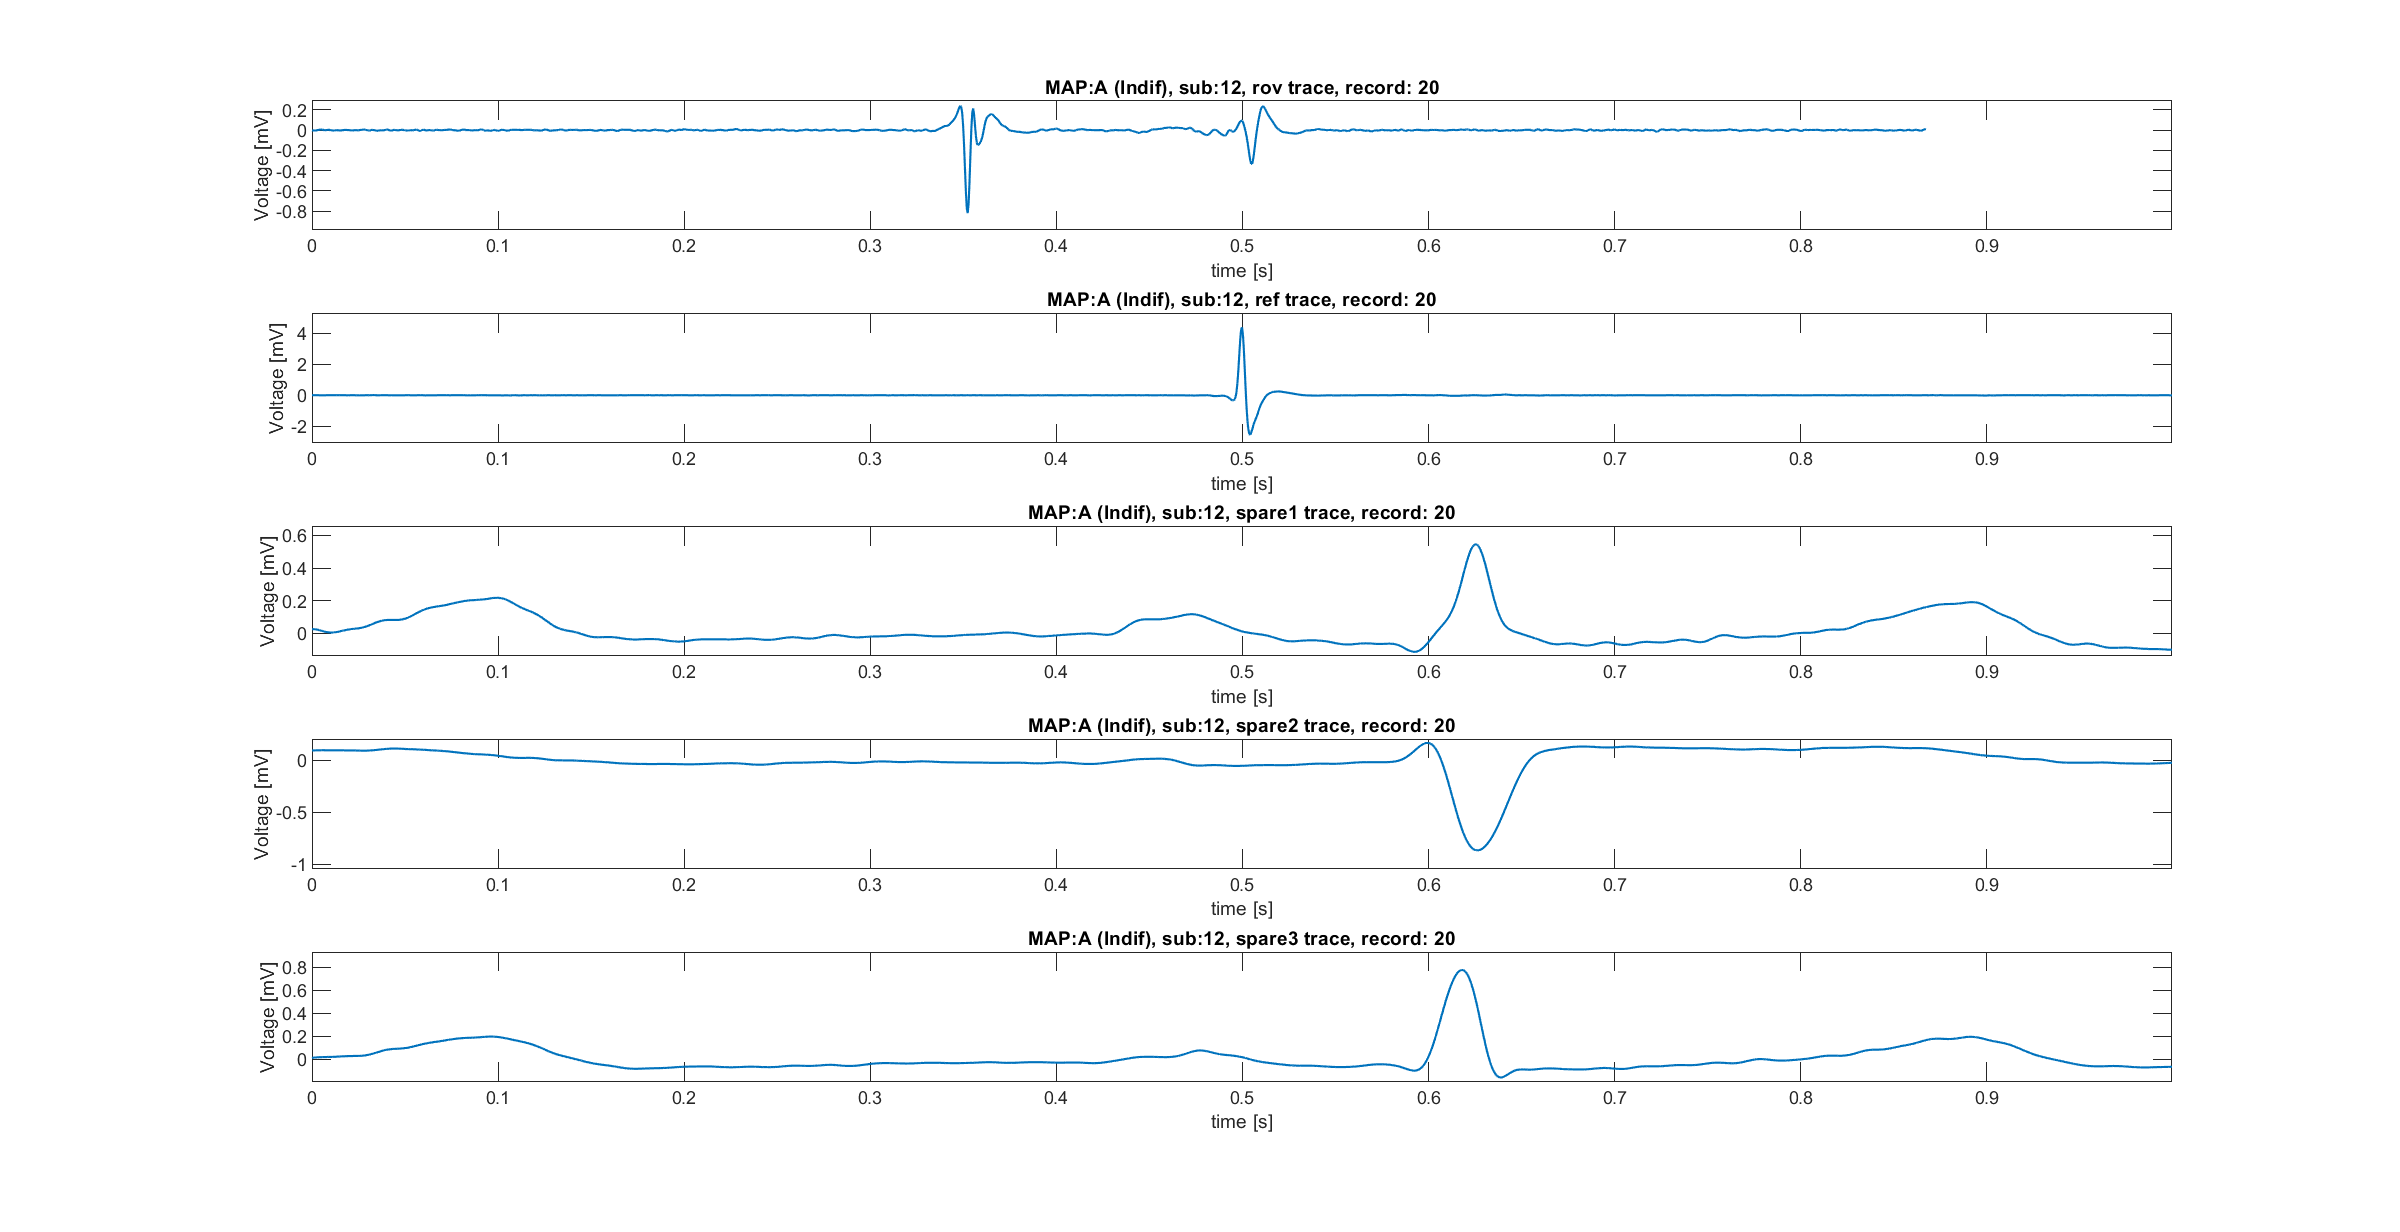 MAP:A (Indif), sub:12, rov trace, record: 20
Voltage [mV]
0.2
0
-0.2
-0.4
-0.6
-0.8
0 0.1 0.2 0.3 0.4 0.5 0.6 0.7 0.8 0.9
time [s]
MAP:A (Indif), sub:12, ref trace, record: 20
Voltage [mV]
4
2
0
-2
0 0.1 0.2 0.3 0.4 0.5 0.6 0.7 0.8 0.9
time [s]
MAP:A (Indif), sub:12, spare1 trace, record: 20
Voltage [mV]
0.6
0.4
0.2
0
0 0.1 0.2 0.3 0.4 0.5 0.6 0.7 0.8 0.9
time [s]
MAP:A (Indif), sub:12, spare2 trace, record: 20
Voltage [mV]
0
-0.5
-1
0 0.1 0.2 0.3 0.4 0.5 0.6 0.7 0.8 0.9
time [s]
MAP:A (Indif), sub:12, spare3 trace, record: 20
Voltage [mV]
0.8
0.6
0.4
0.2
0
0 0.1 0.2 0.3 0.4 0.5 0.6 0.7 0.8 0.9
time [s]